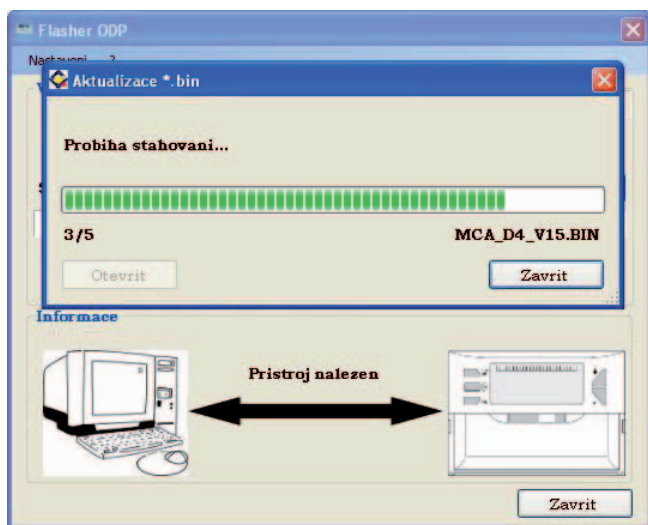 Flasher ODP
Aktualizace *.bin
Probiha stahovani...
3/5
MCA_D4_V15.BIN
Otevrit
Zavrit
Informace
Pristroj nalezen
Zavrit